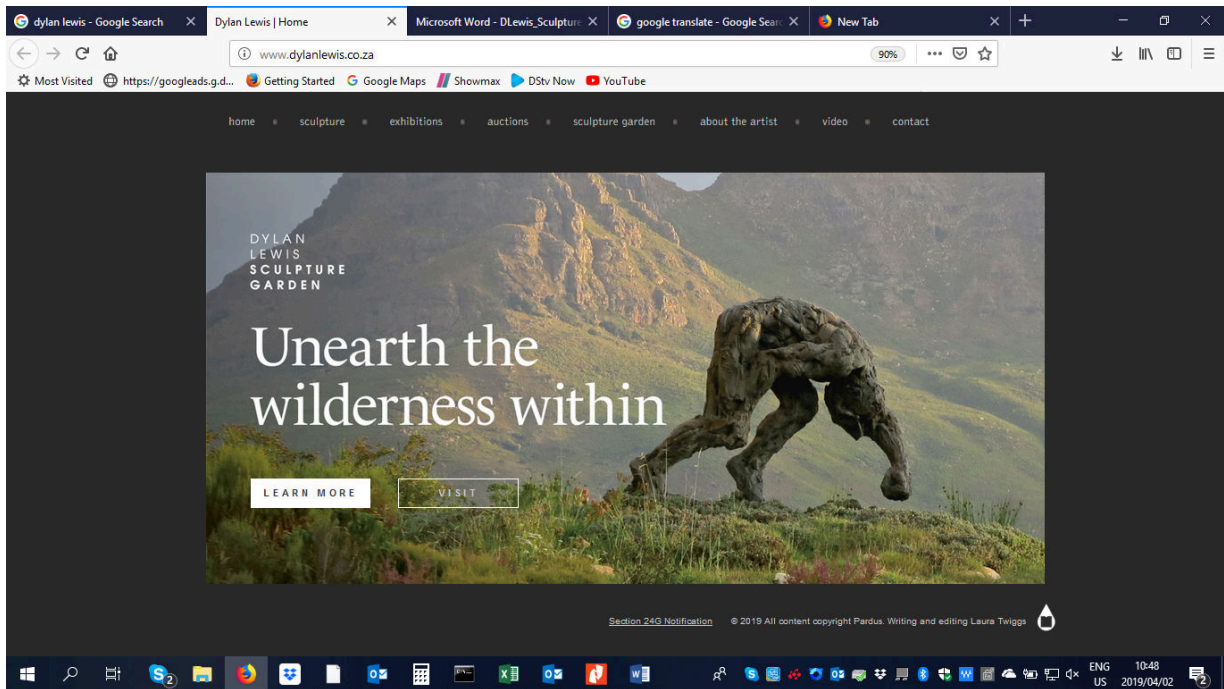 dylan lewis - Google Search
Dylan Lewis | Home
Microsoft Word - DLewis_Sculpture
google translate - Google Searc
New Tab
www.dylanlewis.co.za
90%
Most Visited
https://googleads.g.d...
Getting Started
Google Maps
Showmax
DStv Now
YouTube
home
sculpture
exhibitions
auctions
sculpture garden
about the artist
video
contact
DYLAN
LEWIS
SCULPTURE
GARDEN
Unearth the
wilderness within
LEARN MORE
VISIT
Section 24G Notification
© 2019 All content copyright Pardus. Writing and editing Laura Twiggs
ENG
US
10:48
2019/04/02